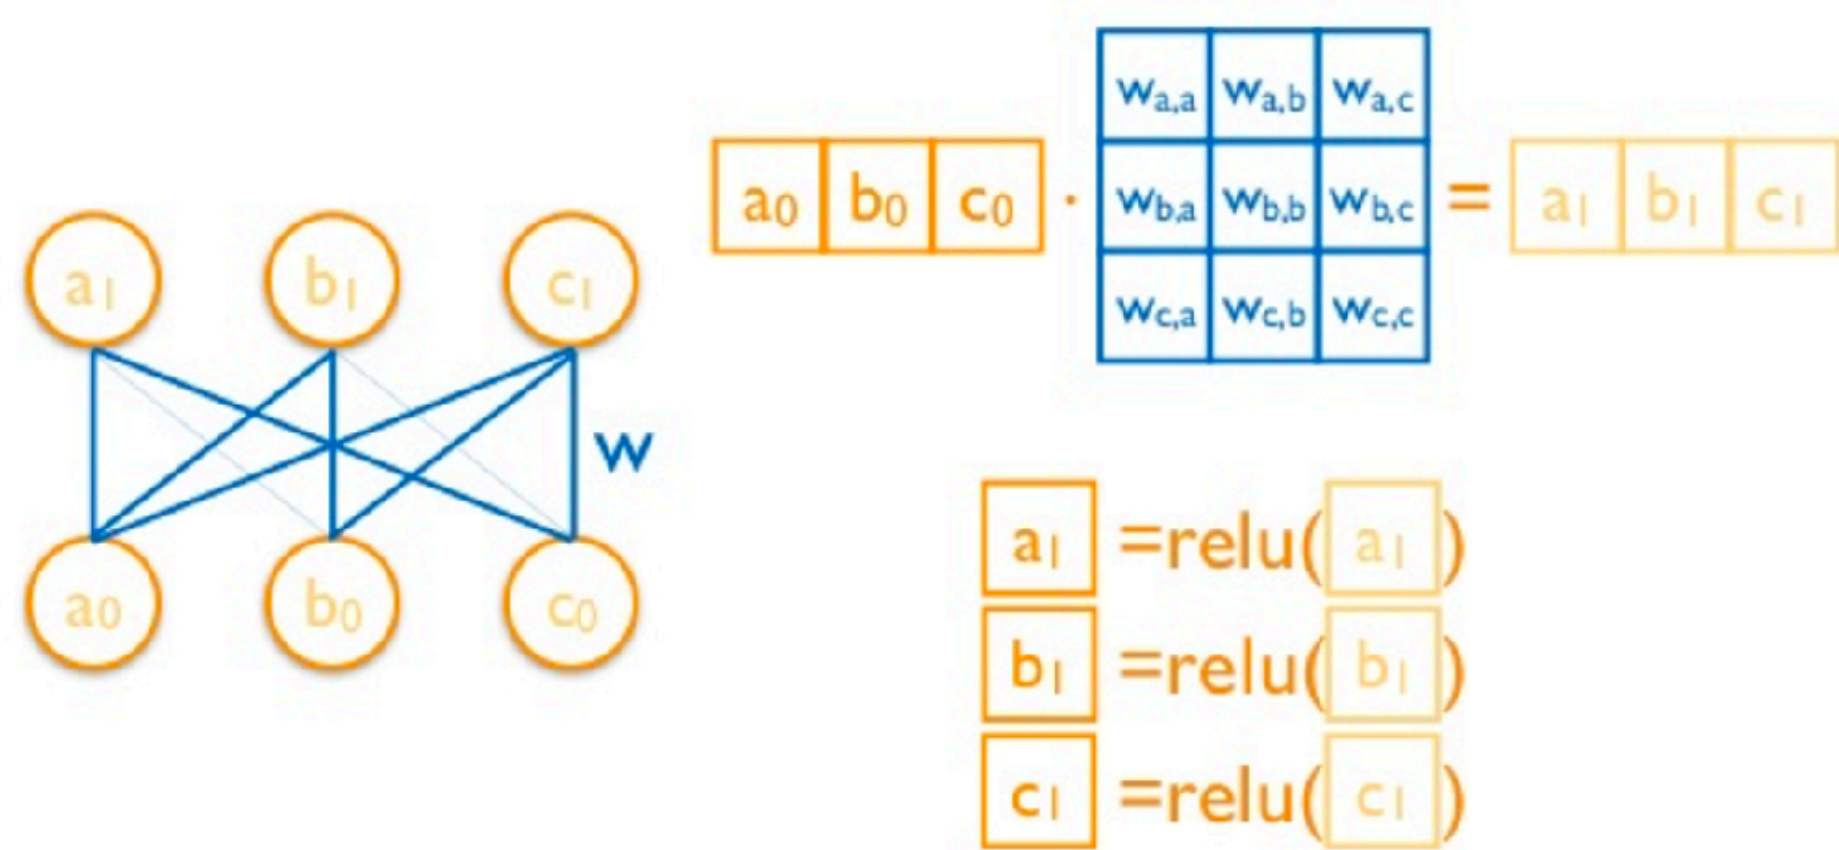 a1 b1 c1
w
a0 b0 c0
a0 b0 c0 · wa,a wa,b wa,c
wb,a wb,b wb,c
wc,a wc,b wc,c
= a1 b1 c1
a1 =relu( a1 )
b1 =relu( b1 )
c1 =relu( c1 )